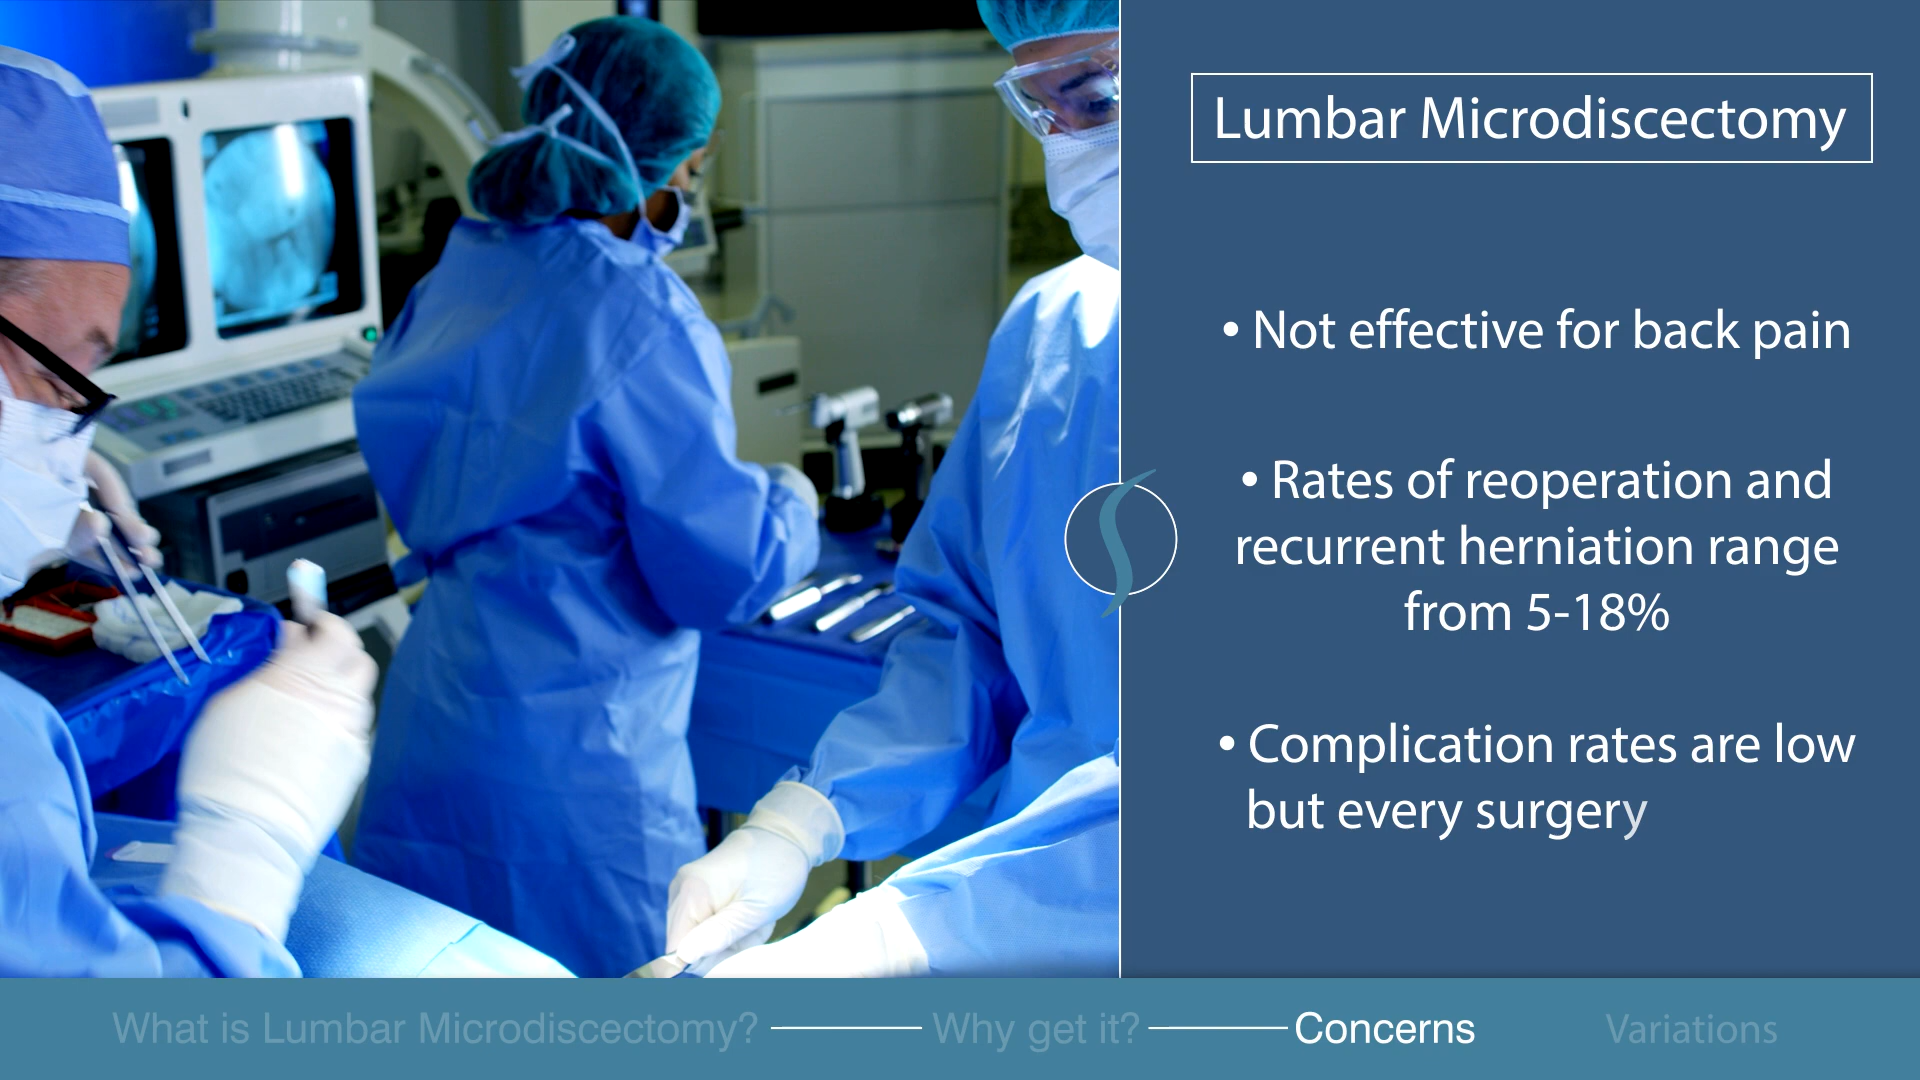 Lumbar Microdiscectomy
• Not effective for back pain
• Rates of reoperation and
recurrent herniation range
from 5-18%
• Complication rates are low
but every surgery
What is Lumbar Microdiscectomy?
Why get it?
Concerns
Variations